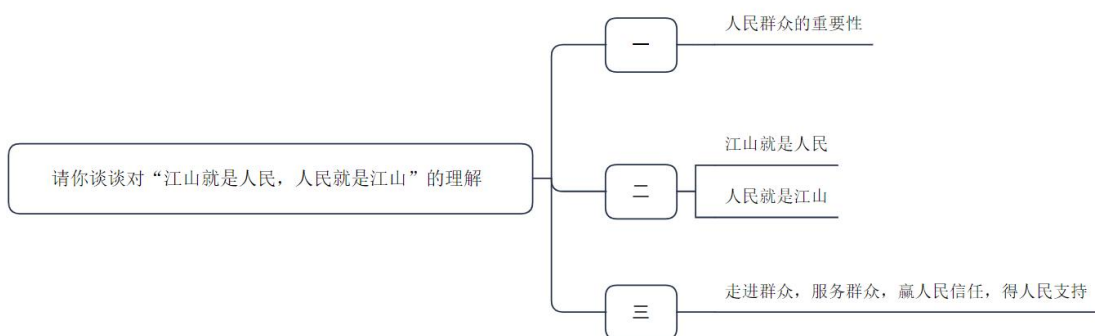 请你谈谈对“江山就是人民，人民就是江山”的理解
一
人民群众的重要性
二
江山就是人民
人民就是江山
三
走进群众，服务群众，赢人民信任，得人民支持